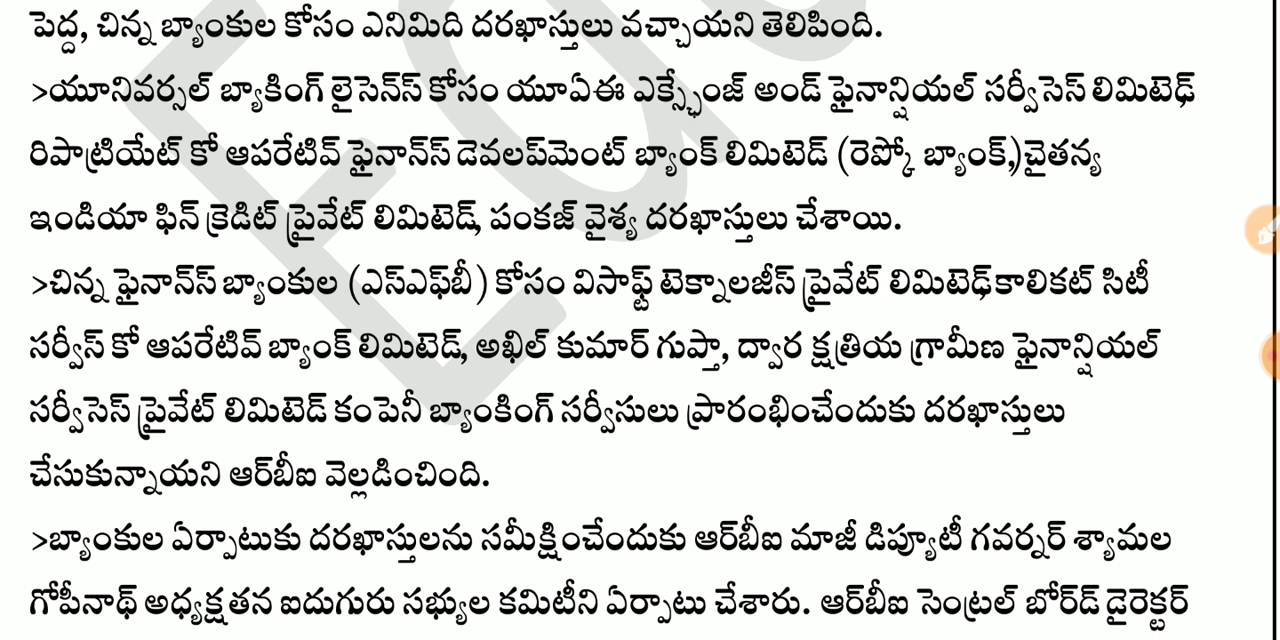 పెద్ద, చిన్న బ్యాంకుల కోసం ఎనిమిది దరఖాస్తులు వచ్చాయని తెలిపింది.
>యూనివర్సల్ బ్యాకింగ్ లైసెన్‌స్ కోసం యూఏఈ ఎక్స్ఛేంజ్ అండ్ ఫైనాన్షియల్ సర్వీసెస్ లిమిటెడ్
రిపాట్రియేట్ కో ఆపరేటివ్ ఫైనాన్‌స్ డెవలప్‌మెంట్ బ్యాంక్ లిమిటెడ్ (రెప్కో బ్యాంక్,)చైతన్య
ఇండియా ఫిన్ క్రెడిట్ ప్రైవేట్ లిమిటెడ్, పంకజ్ వైశ్య దరఖాస్తులు చేశాయి.
>చిన్న ఫైనాన్‌స్ బ్యాంకుల (ఎస్ఎఫ్‌బీ) కోసం విసాఫ్ట్ టెక్నాలజీస్ ప్రైవేట్ లిమిటెడ్‌కాలికట్ సిటీ
సర్వీస్ కో ఆపరేటివ్ బ్యాంక్ లిమిటెడ్, అఖిల్ కుమార్ గుప్తా, ద్వార క్షత్రియ గ్రామీణ ఫైనాన్షియల్
సర్వీసెస్ ప్రైవేట్ లిమిటెడ్ కంపెనీ బ్యాంకింగ్ సర్వీసులు ప్రారంభించేందుకు దరఖాస్తులు
చేసుకున్నాయని ఆర్‌బీఐ వెల్లడించింది.
>బ్యాంకుల ఏర్పాటుకు దరఖాస్తులను సమీక్షించేందుకు ఆర్‌బీఐ మాజీ డిప్యూటీ గవర్నర్ శ్యామల
గోపీనాథ్ అధ్యక్షతన ఐదుగురు సభ్యుల కమిటీని ఏర్పాటు చేశారు. ఆర్‌బీఐ సెంట్రల్ బోర్‌డ్ డైరెక్టర్